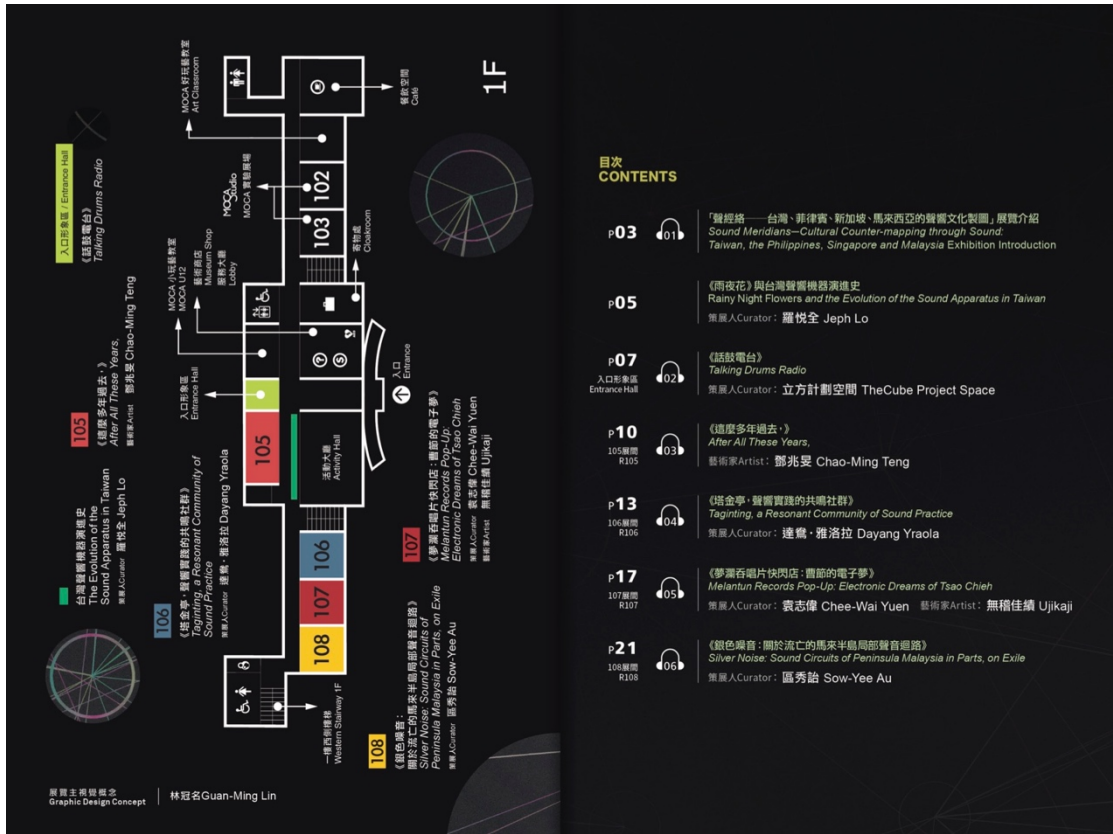 1F
MOCA 好玩藝教室
Art Classroom
餐飲空間
Café
MOCA Studio
MOCA 實驗展場
102
103
寄物處
Cloakroom
MOCA 小玩藝教室
MOCA U12
藝術商店
Museum Shop
服務大廳
Lobby
入口
Entrance
入口形象區
Entrance Hall
105
活動大廳
Activity Hall
106
107
108
一樓西側樓梯
Western Stairway 1F
入口形象區 / Entrance Hall
《話鼓電台》
Talking Drums Radio
105
《這麼多年過去，》
After All These Years,
藝術家Artist 鄧兆旻 Chao-Ming Teng
台灣聲響機器演進史
The Evolution of the
Sound Apparatus in Taiwan
策展人Curator 羅悅全 Jeph Lo
106
《塔金亭，聲響實踐的共鳴社群》
Taginting, a Resonant Community of
Sound Practice
策展人Curator 達鴦・雅洛拉 Dayang Yraola
107
《夢瀾吞唱片快閃店：曹節的電子夢》
Melantun Records Pop-Up:
Electronic Dreams of Tsao Chieh
策展人Curator 袁志偉 Chee-Wai Yuen
藝術家Artist 無稽佳績 Ujikaji
108
《銀色噪音：
關於流亡的馬來半島局部聲音迴路》
Silver Noise: Sound Circuits of
Peninsula Malaysia in Parts, on Exile
策展人Curator 區秀詒 Sow-Yee Au
展覽主視覺概念
Graphic Design Concept
林冠名Guan-Ming Lin
目次
CONTENTS
P03
01
「聲經絡——台灣、菲律賓、新加坡、馬來西亞的聲響文化製圖」展覽介紹
Sound Meridians—Cultural Counter-mapping through Sound:
Taiwan, the Philippines, Singapore and Malaysia Exhibition Introduction
P05
《雨夜花》與台灣聲響機器演進史
Rainy Night Flowers and the Evolution of the Sound Apparatus in Taiwan
策展人Curator：羅悅全 Jeph Lo
P07
入口形象區
Entrance Hall
02
《話鼓電台》
Talking Drums Radio
策展人Curator：立方計劃空間 TheCube Project Space
P10
105展間
R105
03
《這麼多年過去，》
After All These Years,
藝術家Artist：鄧兆旻 Chao-Ming Teng
P13
106展間
R106
04
《塔金亭，聲響實踐的共鳴社群》
Taginting, a Resonant Community of Sound Practice
策展人Curator：達鴦・雅洛拉 Dayang Yraola
P17
107展間
R107
05
《夢瀾吞唱片快閃店：曹節的電子夢》
Melantun Records Pop-Up: Electronic Dreams of Tsao Chieh
策展人Curator：袁志偉 Chee-Wai Yuen 藝術家Artist：無稽佳績 Ujikaji
P21
108展間
R108
06
《銀色噪音：關於流亡的馬來半島局部聲音迴路》
Silver Noise: Sound Circuits of Peninsula Malaysia in Parts, on Exile
策展人Curator：區秀詒 Sow-Yee Au